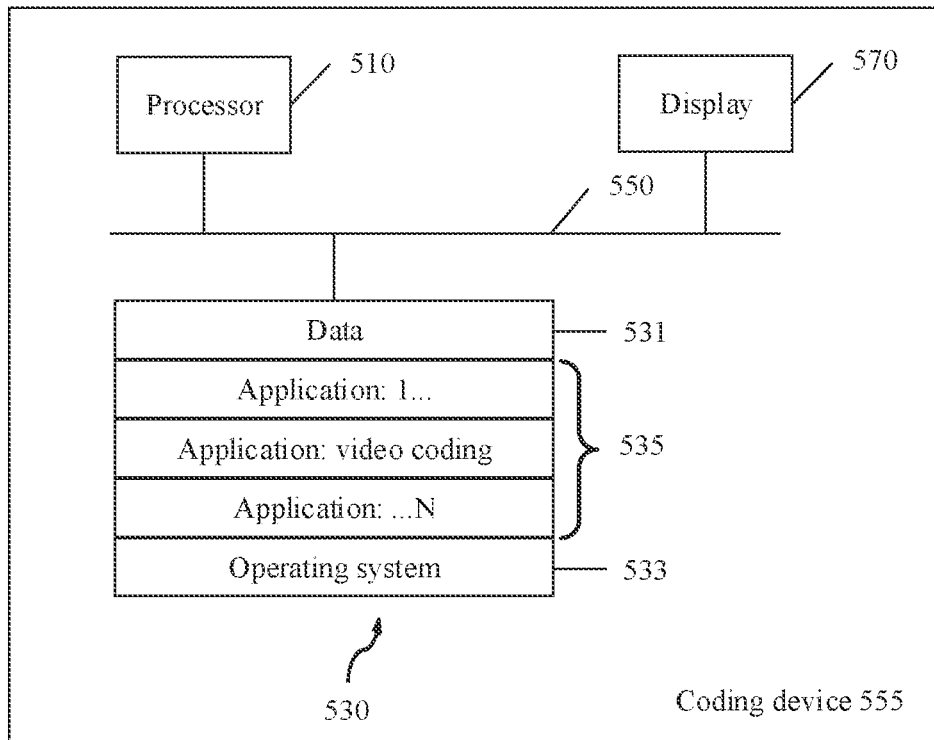 510
570
Processor
Display
550
Data
531
Application: 1...
Application: video coding
535
Application: ...N
Operating system
533
530
Coding device 555